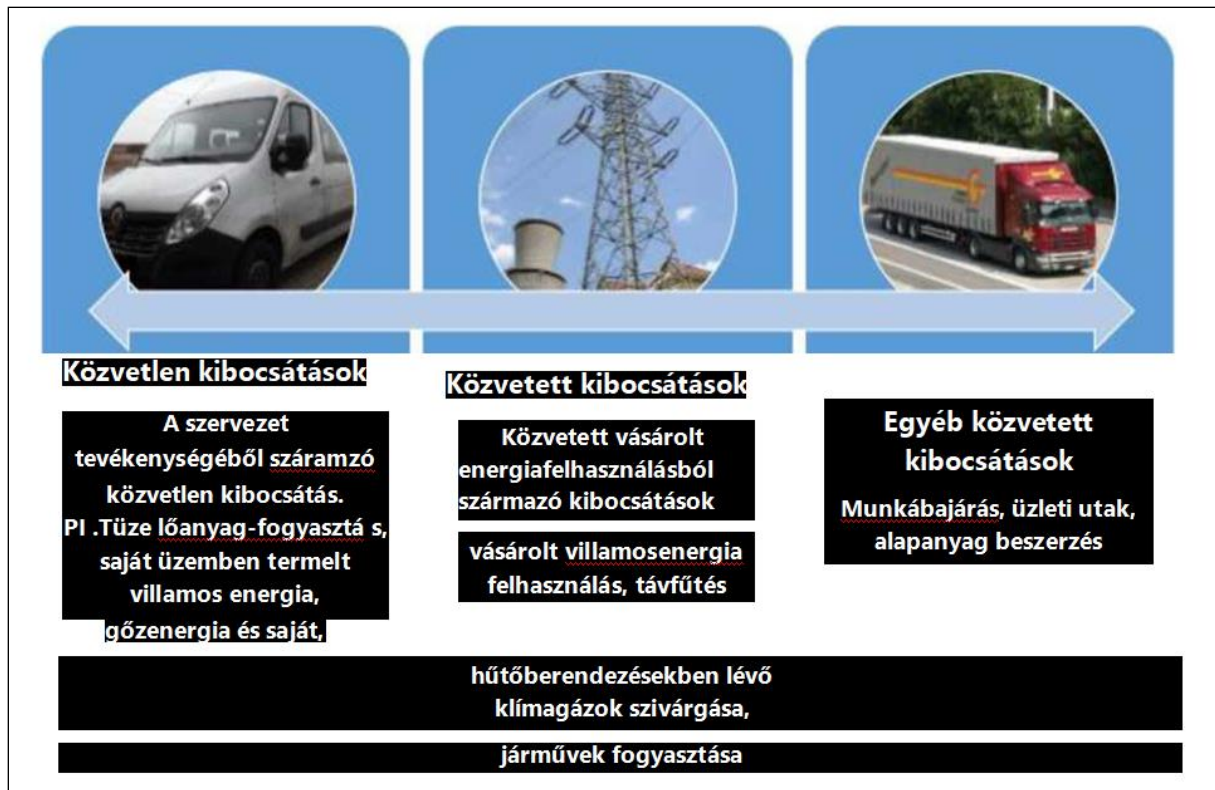 Közvetlen kibocsátások
A szervezet
tevékenységéből száramzó
közvetlen kibocsátás.
PI .Tüze lőanyag-fogyasztá s,
saját üzemben termelt
villamos energia,
gőzenergia és saját,
Közvetett kibocsátások
Közvetett vásárolt
energiafelhasználásból
származó kibocsátások
vásárolt villamosenergia
felhasználás, távfűtés
Egyéb közvetett
kibocsátások
Munkábajárás, üzleti utak,
alapanyag beszerzés
hűtőberendezésekben lévő
klímagázok szivárgása,
járművek fogyasztása